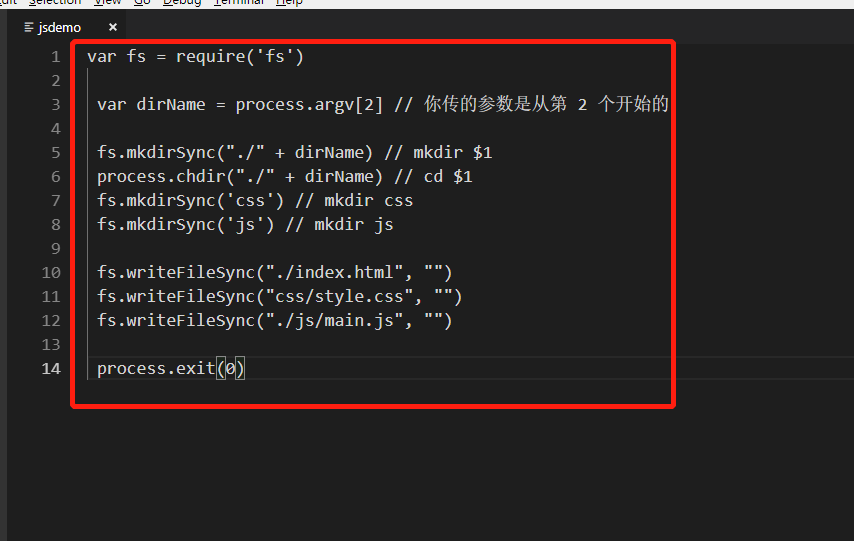 Edit Selection View Go Debug Terminal Help
jsdemo ×
1 var fs = require('fs')
2
3 var dirName = process.argv[2] // 你传的参数是从第 2 个开始的
4
5 fs.mkdirSync("./" + dirName) // mkdir $1
6 process.chdir("./" + dirName) // cd $1
7 fs.mkdirSync('css') // mkdir css
8 fs.mkdirSync('js') // mkdir js
9
10 fs.writeFileSync("./index.html", "")
11 fs.writeFileSync("css/style.css", "")
12 fs.writeFileSync("./js/main.js", "")
13
14 process.exit(0)